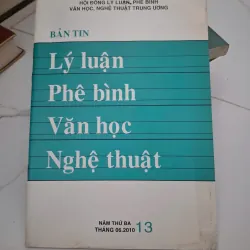 HỘI ĐỒNG LÝ LUẬN, PHÊ BÌNH
VĂN HỌC, NGHỆ THUẬT TRUNG ƯƠNG
BẢN TIN
Lý luận
Phê bình
Văn học
Nghệ thuật
NĂM THỨ BA
THÁNG 06.2010 13